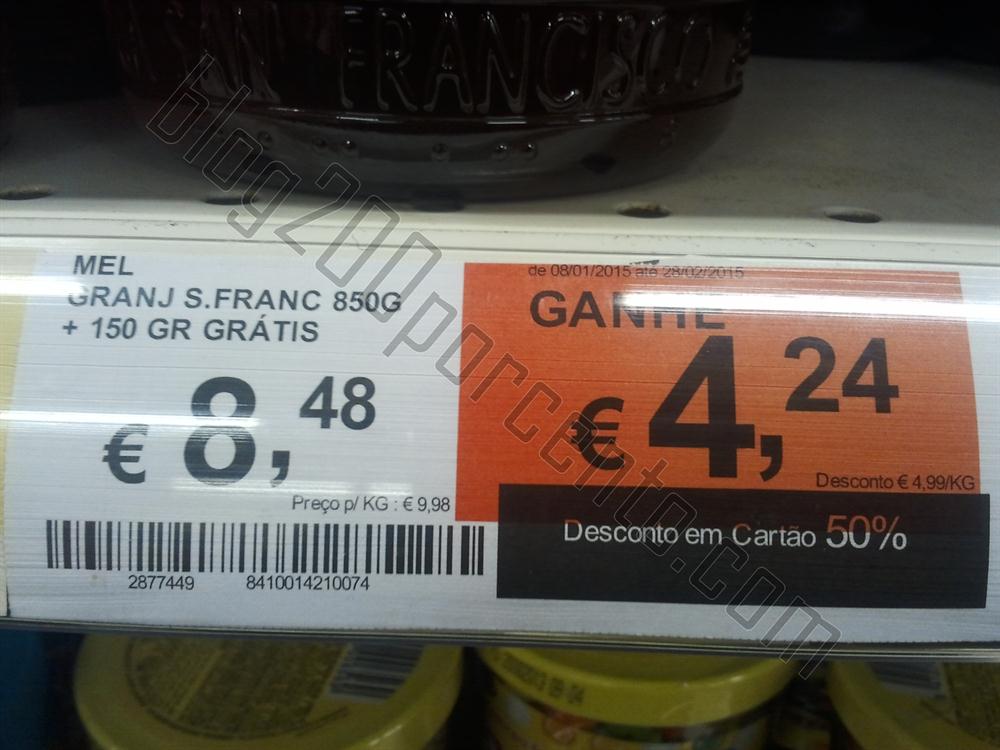 SAN FRANCISCO
MEL
GRANJ S.FRANC 850G
+ 150 GR GRÁTIS
€ 8,48
Preço p/ KG : € 9,98
2877449 8410014210074
de 08/01/2015 até 28/02/2015
GANHE
€ 4,24
Desconto € 4,99/KG
Desconto em Cartão 50%
blog200porcento.com